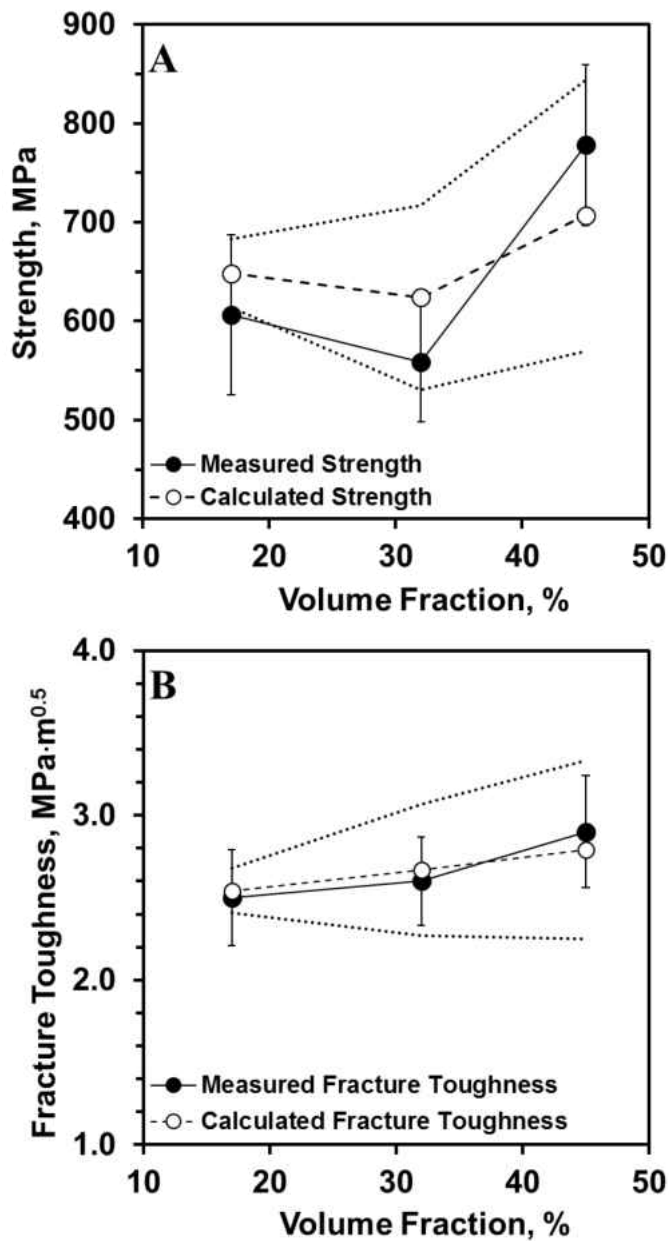 900
A
800
700
600
500
400
Strength, MPa
Measured Strength
Calculated Strength
10 20 30 40 50
Volume Fraction, %
4.0
B
3.0
2.0
1.0
Fracture Toughness, MPa·m^0.5
Measured Fracture Toughness
Calculated Fracture Toughness
10 20 30 40 50
Volume Fraction, %